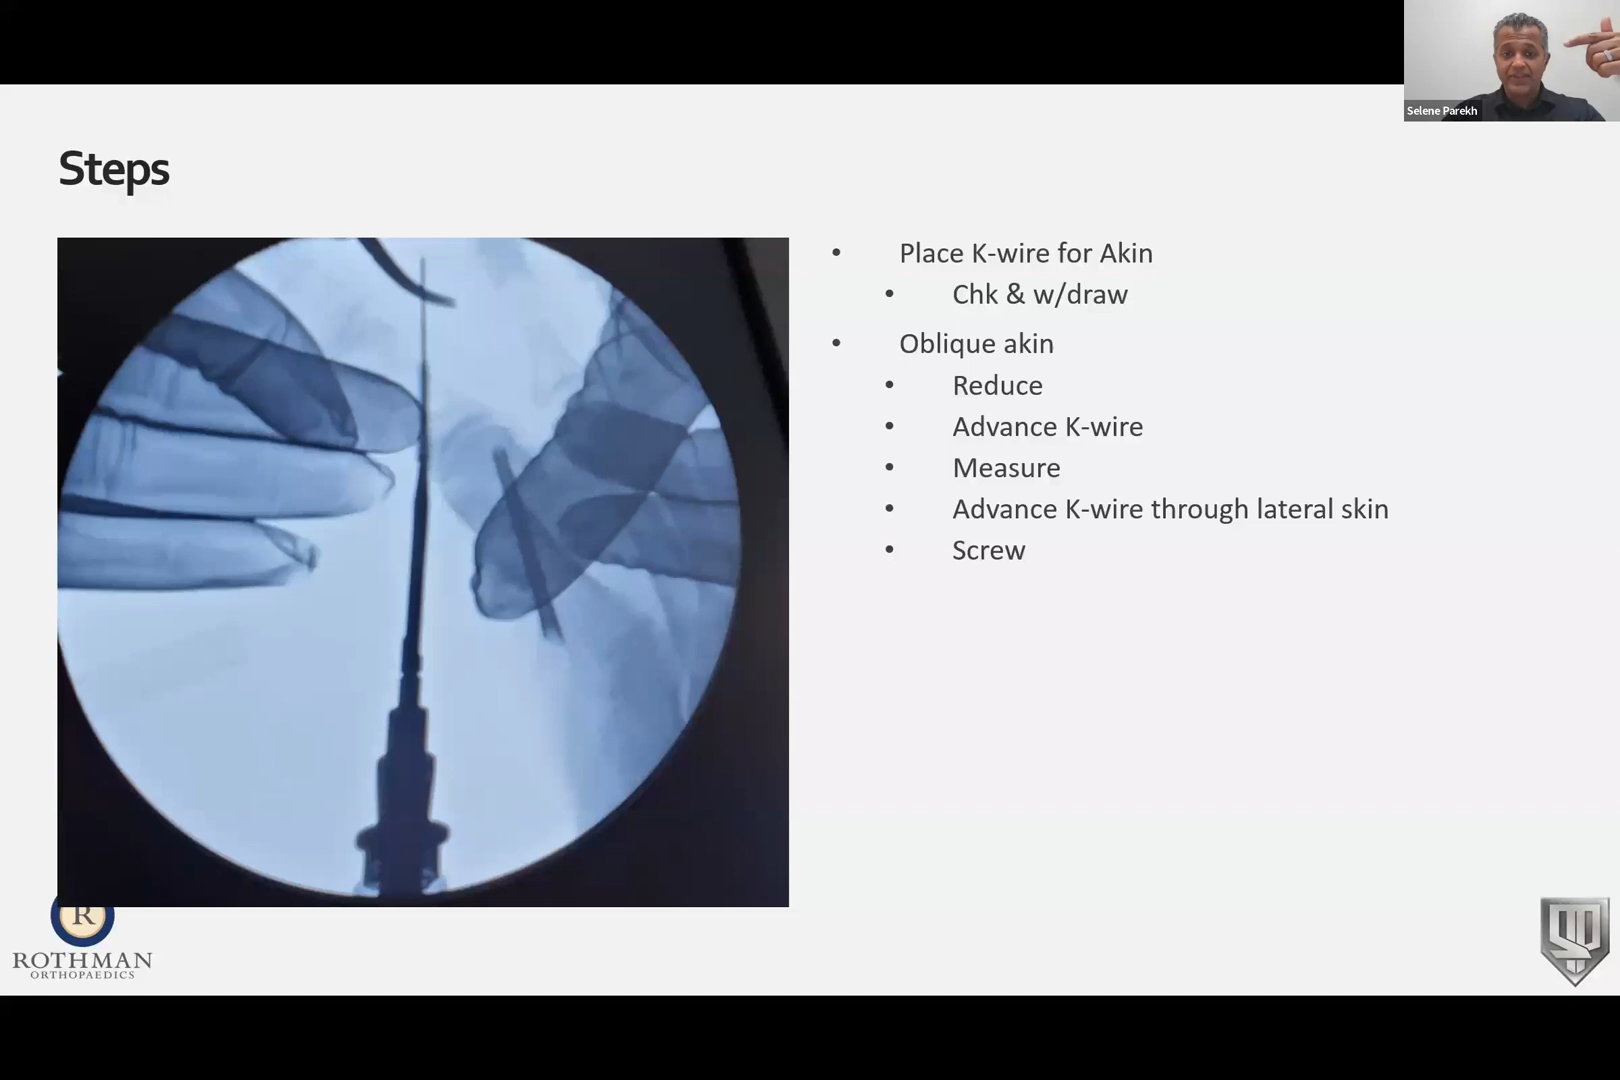 Selene Parekh
Steps
• Place K-wire for Akin
• Chk & w/draw
• Oblique akin
• Reduce
• Advance K-wire
• Measure
• Advance K-wire through lateral skin
• Screw
R
ROTHMAN
ORTHOPAEDICS